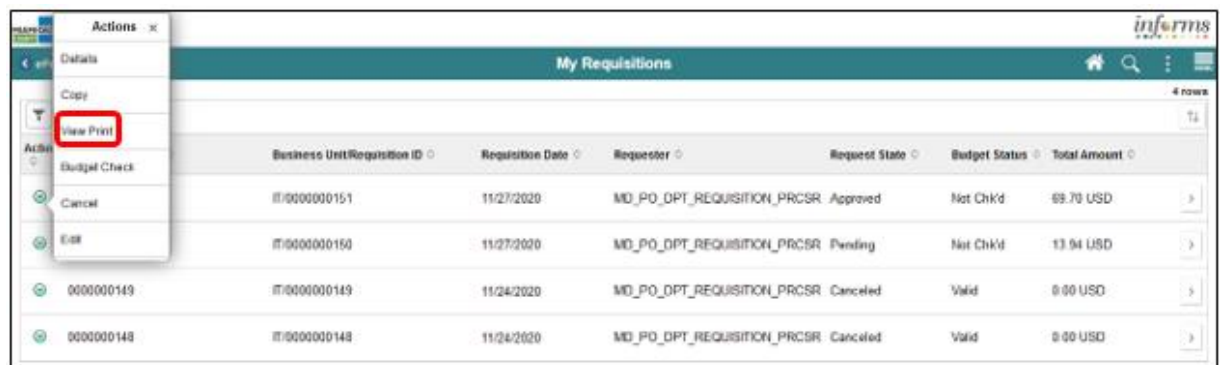 Actions ×
informs
Details
My Requisitions
Copy
4 rows
View Print
Business Unit/Requisition ID
Requisition Date
Requester
Request State
Budget Status
Total Amount
Budget Check
Cancel
IT/0000000151 11/27/2020 MD_PO_DPT_REQUISITION_PRCSR Approved Not Chk'd 69.70 USD
Edit
IT/0000000150 11/27/2020 MD_PO_DPT_REQUISITION_PRCSR Pending Not Chk'd 13.94 USD
0000000149 IT/0000000149 11/24/2020 MD_PO_DPT_REQUISITION_PRCSR Canceled Valid 0.00 USD
0000000148 IT/0000000148 11/24/2020 MD_PO_DPT_REQUISITION_PRCSR Canceled Valid 0.00 USD